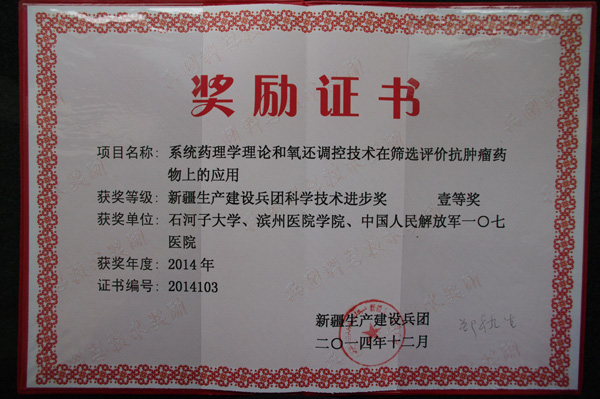 奖励证书
项目名称：系统药理学理论和氧还调控技术在筛选评价抗肿瘤药
物上的应用
获奖等级：新疆生产建设兵团科学技术进步奖 壹等奖
获奖单位：石河子大学、滨州医院学院、中国人民解放军一〇七
医院
获奖年度：2014年
证书编号：2014103
新疆生产建设兵团
二〇一四年十二月